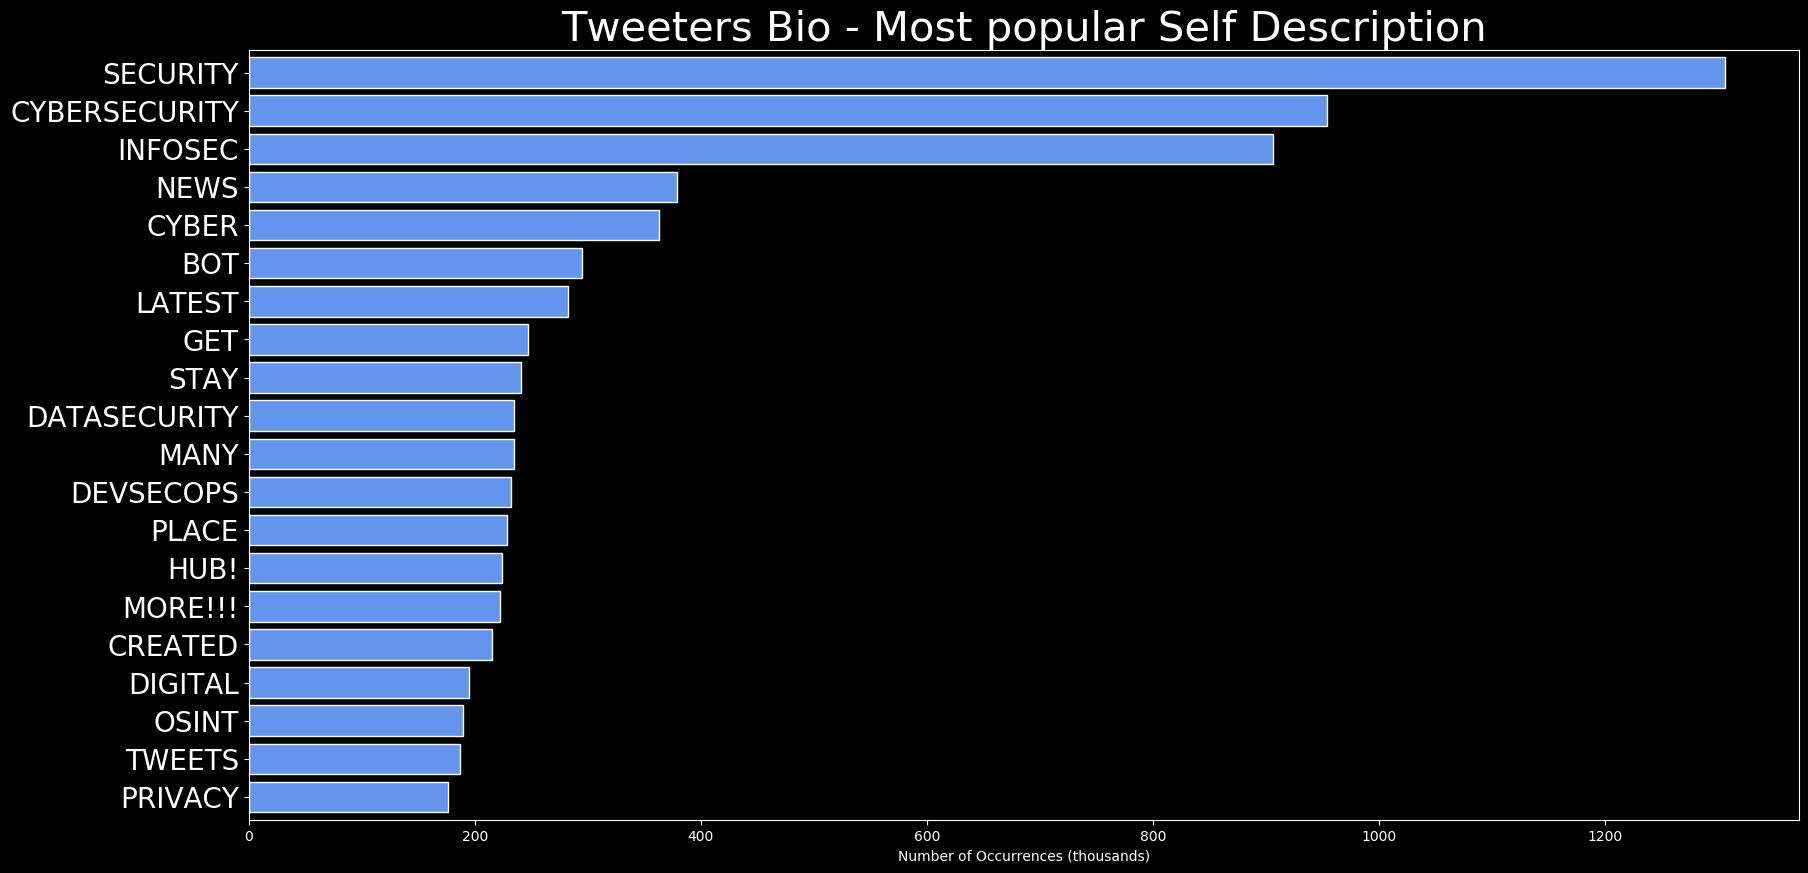 Tweeters Bio - Most popular Self Description
SECURITY
CYBERSECURITY
INFOSEC
NEWS
CYBER
BOT
LATEST
GET
STAY
DATASECURITY
MANY
DEVSECOPS
PLACE
HUB!
MORE!!!
CREATED
DIGITAL
OSINT
TWEETS
PRIVACY
0 200 400 600 800 1000 1200
Number of Occurrences (thousands)